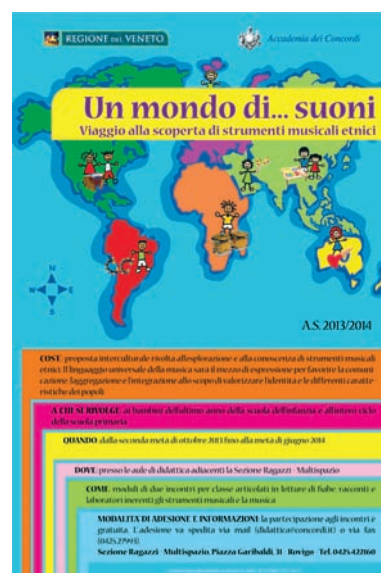 REGIONE DEL VENETO
Accademia dei Concordi
Un mondo di... suoni
Viaggio alla scoperta di strumenti musicali etnici
A.S. 2013/2014
COS'È: proposta interculturale rivolta all'esplorazione e alla conoscenza di strumenti musicali
etnici. Il linguaggio universale della musica sarà il mezzo di espressione per favorire la comuni
cazione, l'aggregazione e l'integrazione allo scopo di valorizzare l'identità e le differenti caratte
ristiche dei popoli
A CHI SI RIVOLGE: ai bambini dell'ultimo anno della scuola dell'infanzia e all'intero ciclo
della scuola primaria
QUANDO: dalla seconda metà di ottobre 2013 fino alla metà di giugno 2014
DOVE: presso le aule di didattica adiacenti la Sezione Ragazzi - Multispazio
COME: moduli di due incontri per classe articolati in letture di fiabe, racconti e
laboratori inerenti gli strumenti musicali e la musica
MODALITÀ DI ADESIONE E INFORMAZIONI: la partecipazione agli incontri è
gratuita. L'adesione va spedita via mail (didattica@concordi.it) o via fax
(0425.27993).
Sezione Ragazzi - Multispazio, Piazza Garibaldi, 31 - Rovigo - Tel. 0425.422160